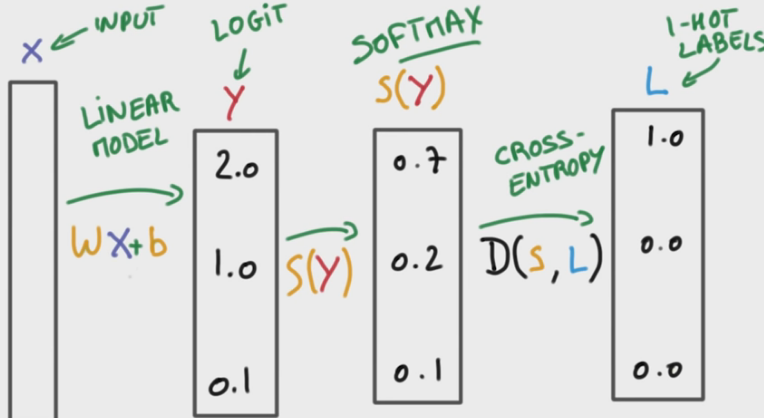 X
INPUT
LINEAR
MODEL
WX+b
LOGIT
Y
2.0
1.0
0.1
S(Y)
SOFTMAX
S(Y)
0.7
0.2
0.1
CROSS-
ENTROPY
D(S, L)
1-HOT
LABELS
L
1.0
0.0
0.0